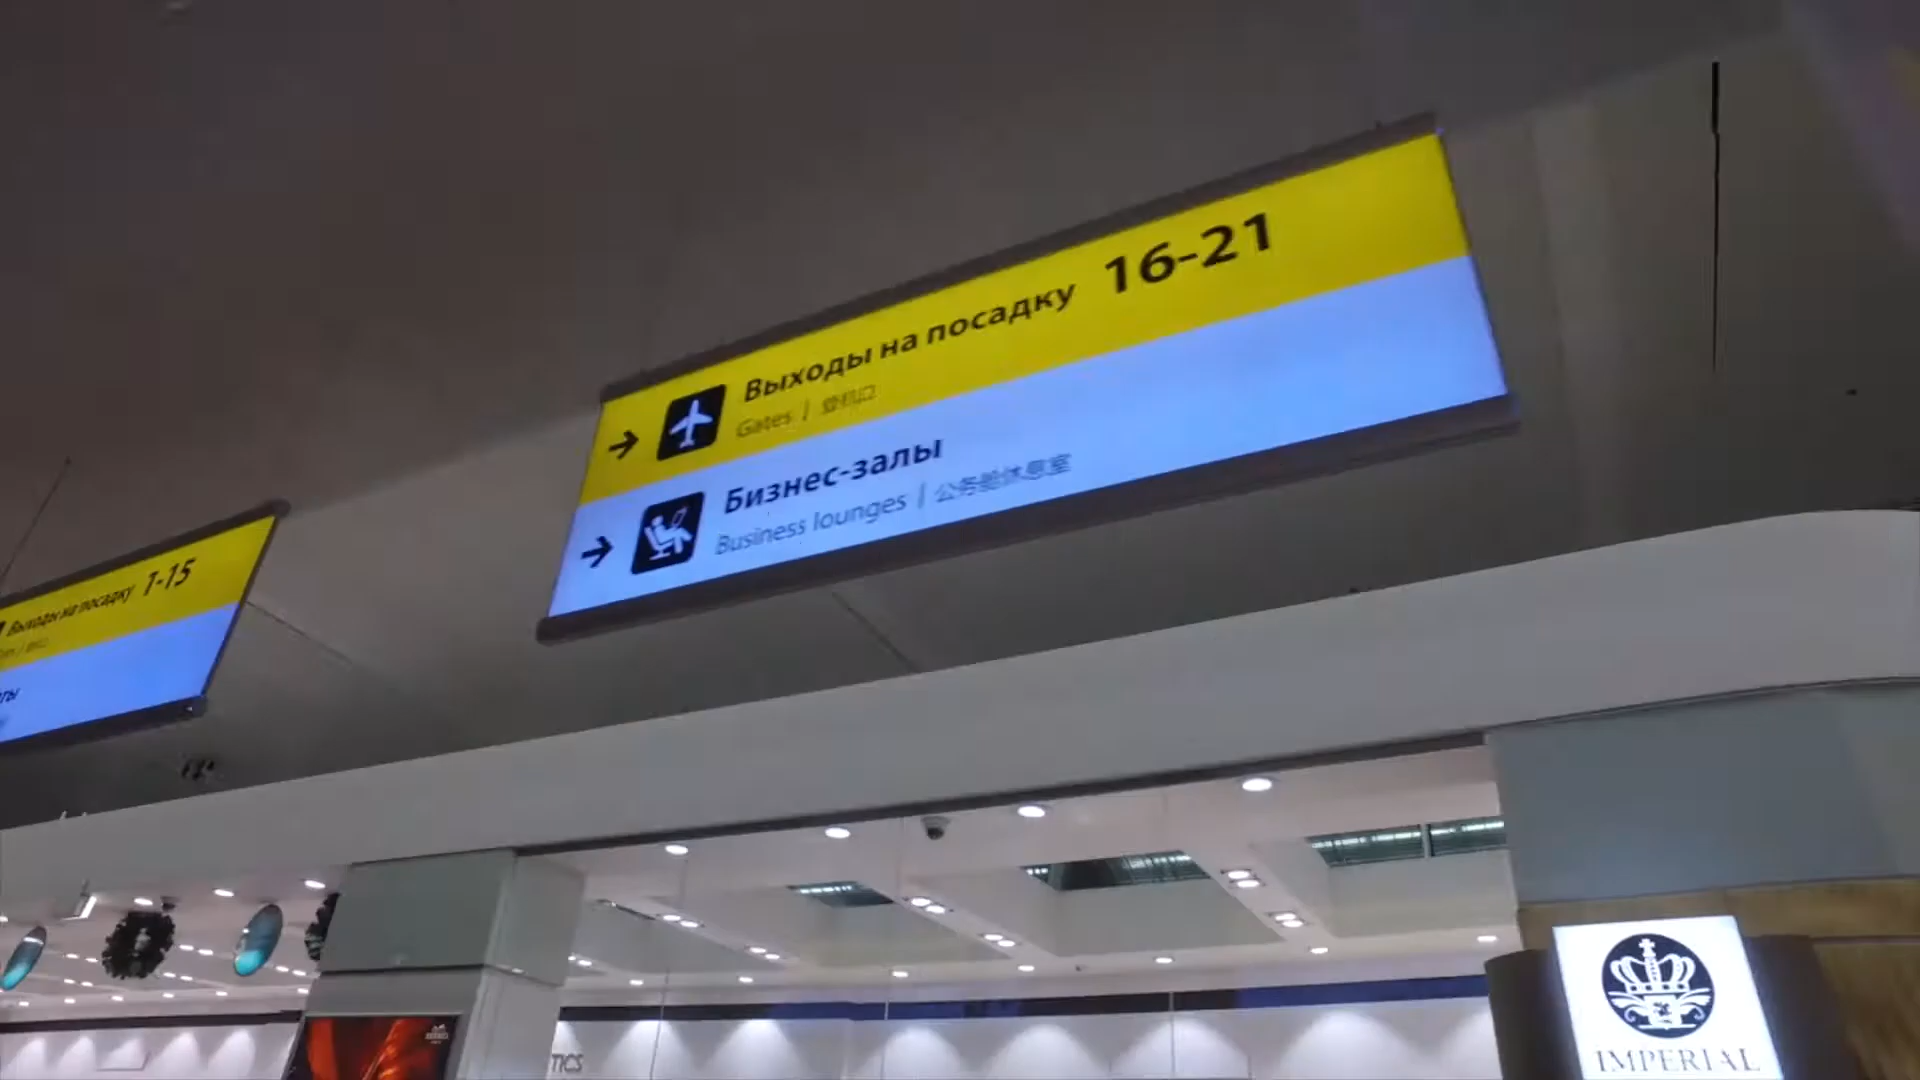 Выходы на посадку 16-21
Gates | 登机口
Бизнес-залы
Business lounges | 公务舱休息室
Выходы на посадку 1-15
IMPERIAL